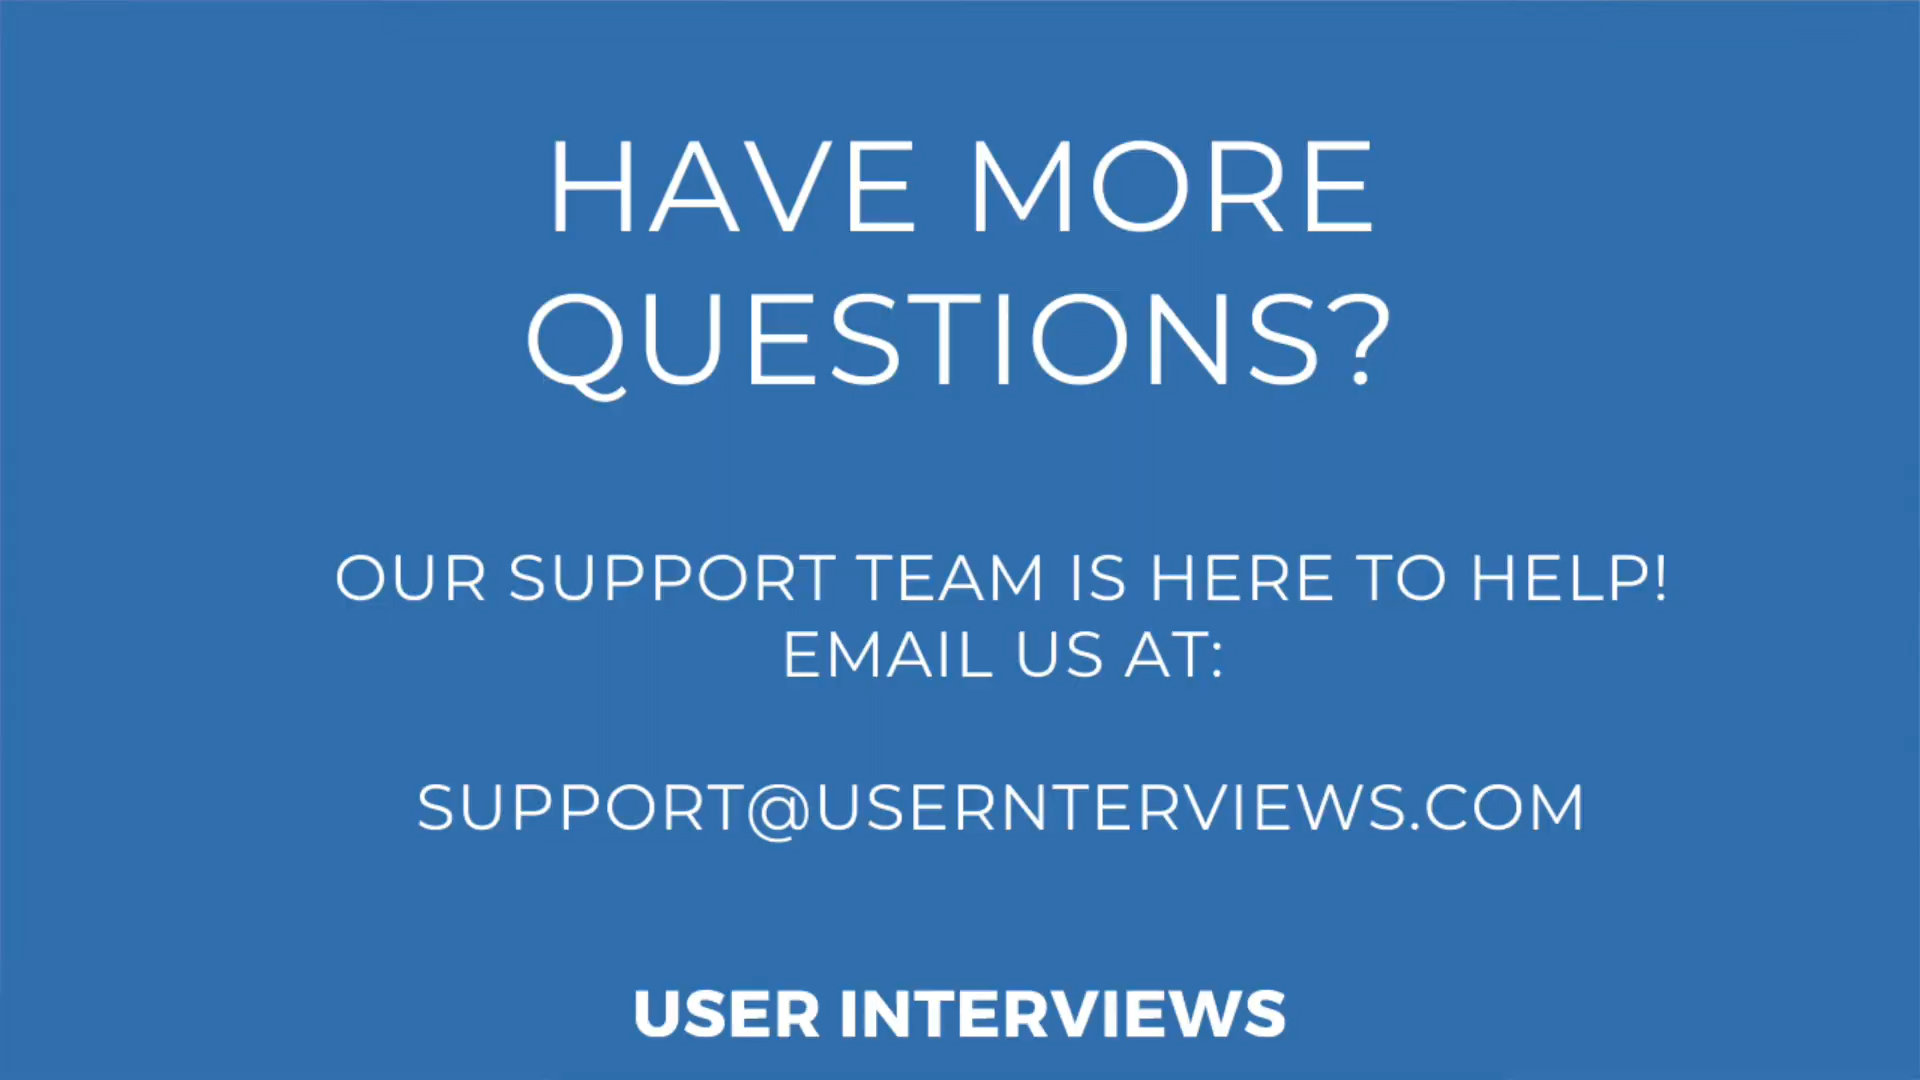 HAVE MORE
QUESTIONS?
OUR SUPPORT TEAM IS HERE TO HELP!
EMAIL US AT:
SUPPORT@USERNTERVIEWS.COM
USER INTERVIEWS